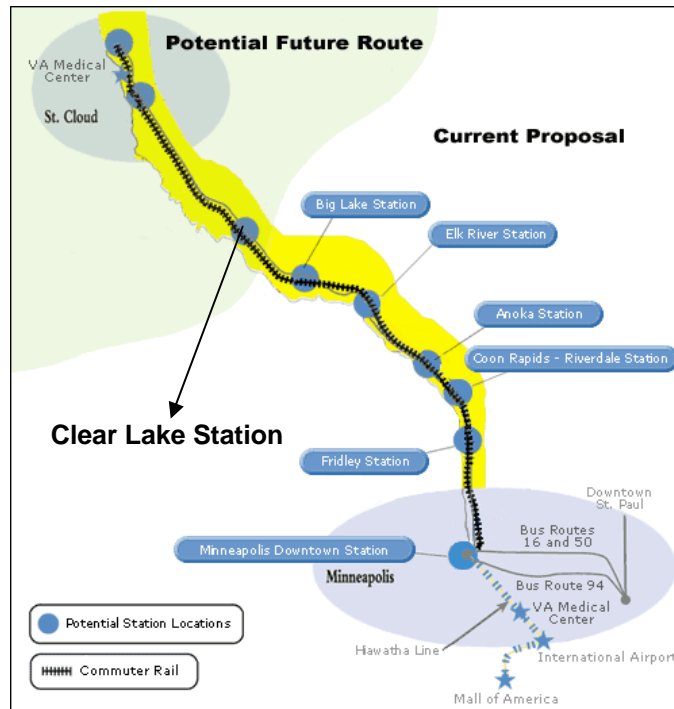 Potential Future Route
VA Medical
Center
St. Cloud
Current Proposal
Big Lake Station
Elk River Station
Anoka Station
Coon Rapids - Riverdale Station
Clear Lake Station
Fridley Station
Downtown
St. Paul
Bus Routes
16 and 50
Minneapolis Downtown Station
Minneapolis
Bus Route 94
VA Medical
Center
Potential Station Locations
Hiawatha Line
International Airport
Commuter Rail
Mall of America